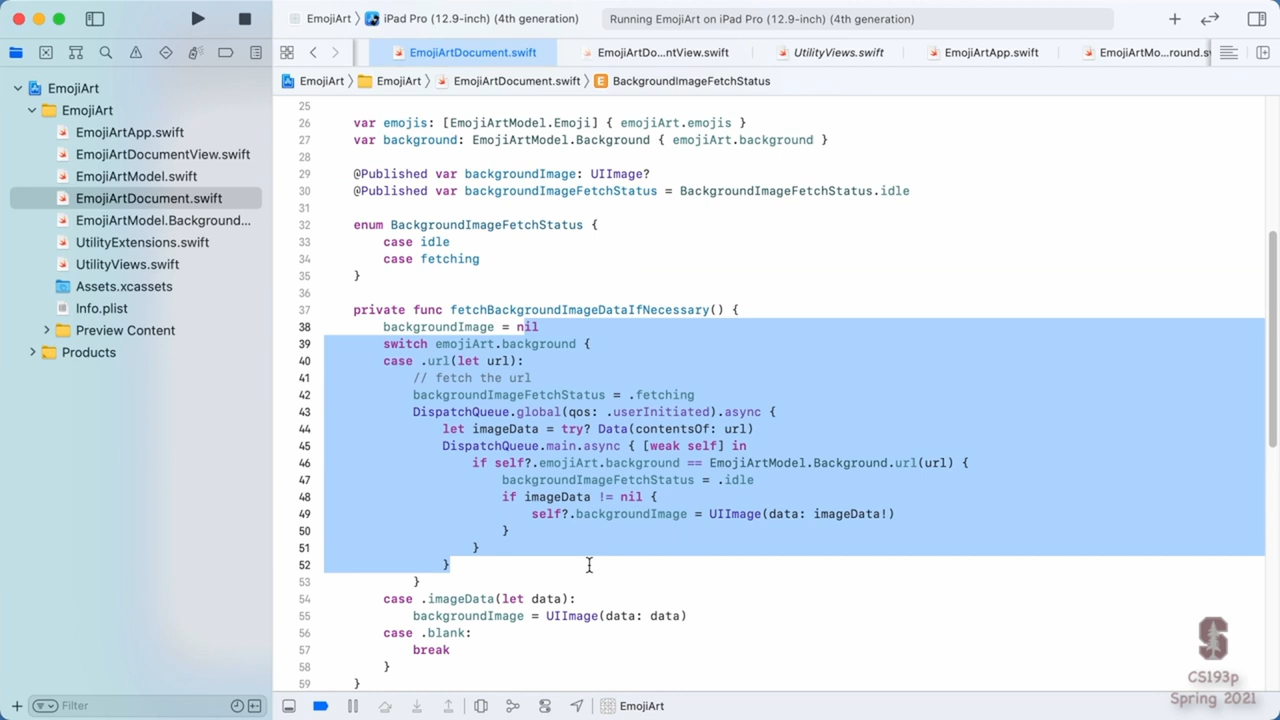 EmojiArt 〉 iPad Pro (12.9-inch) (4th generation)
Running EmojiArt on iPad Pro (12.9-inch) (4th generation)
EmojiArtDocument.swift
EmojiArtDo...ntView.swift
UtilityViews.swift
EmojiArtApp.swift
EmojiArtMo...round.sw
EmojiArt 〉 EmojiArt 〉 EmojiArtDocument.swift 〉 E BackgroundImageFetchStatus
EmojiArt
EmojiArt
EmojiArtApp.swift
EmojiArtDocumentView.swift
EmojiArtModel.swift
EmojiArtDocument.swift
EmojiArtModel.Background...
UtilityExtensions.swift
UtilityViews.swift
Assets.xcassets
Info.plist
Preview Content
Products
Filter
25
26 var emojis: [EmojiArtModel.Emoji] { emojiArt.emojis }
27 var background: EmojiArtModel.Background { emojiArt.background }
28
29 @Published var backgroundImage: UIImage?
30 @Published var backgroundImageFetchStatus = BackgroundImageFetchStatus.idle
31
32 enum BackgroundImageFetchStatus {
33 case idle
34 case fetching
35 }
36
37 private func fetchBackgroundImageDataIfNecessary() {
38 backgroundImage = nil
39 switch emojiArt.background {
40 case .url(let url):
41 // fetch the url
42 backgroundImageFetchStatus = .fetching
43 DispatchQueue.global(qos: .userInitiated).async {
44 let imageData = try? Data(contentsOf: url)
45 DispatchQueue.main.async { [weak self] in
46 if self?.emojiArt.background == EmojiArtModel.Background.url(url) {
47 backgroundImageFetchStatus = .idle
48 if imageData != nil {
49 self?.backgroundImage = UIImage(data: imageData!)
50 }
51 }
52 }
53 }
54 case .imageData(let data):
55 backgroundImage = UIImage(data: data)
56 case .blank:
57 break
58 }
59 }
EmojiArt
S
CS193p
Spring 2021